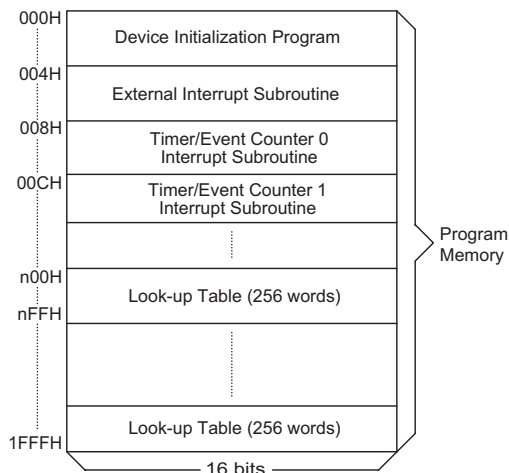 000H
Device Initialization Program
004H
External Interrupt Subroutine
008H
Timer/Event Counter 0
Interrupt Subroutine
00CH
Timer/Event Counter 1
Interrupt Subroutine
Program
Memory
n00H
Look-up Table (256 words)
nFFH
Look-up Table (256 words)
1FFFH
16 bits